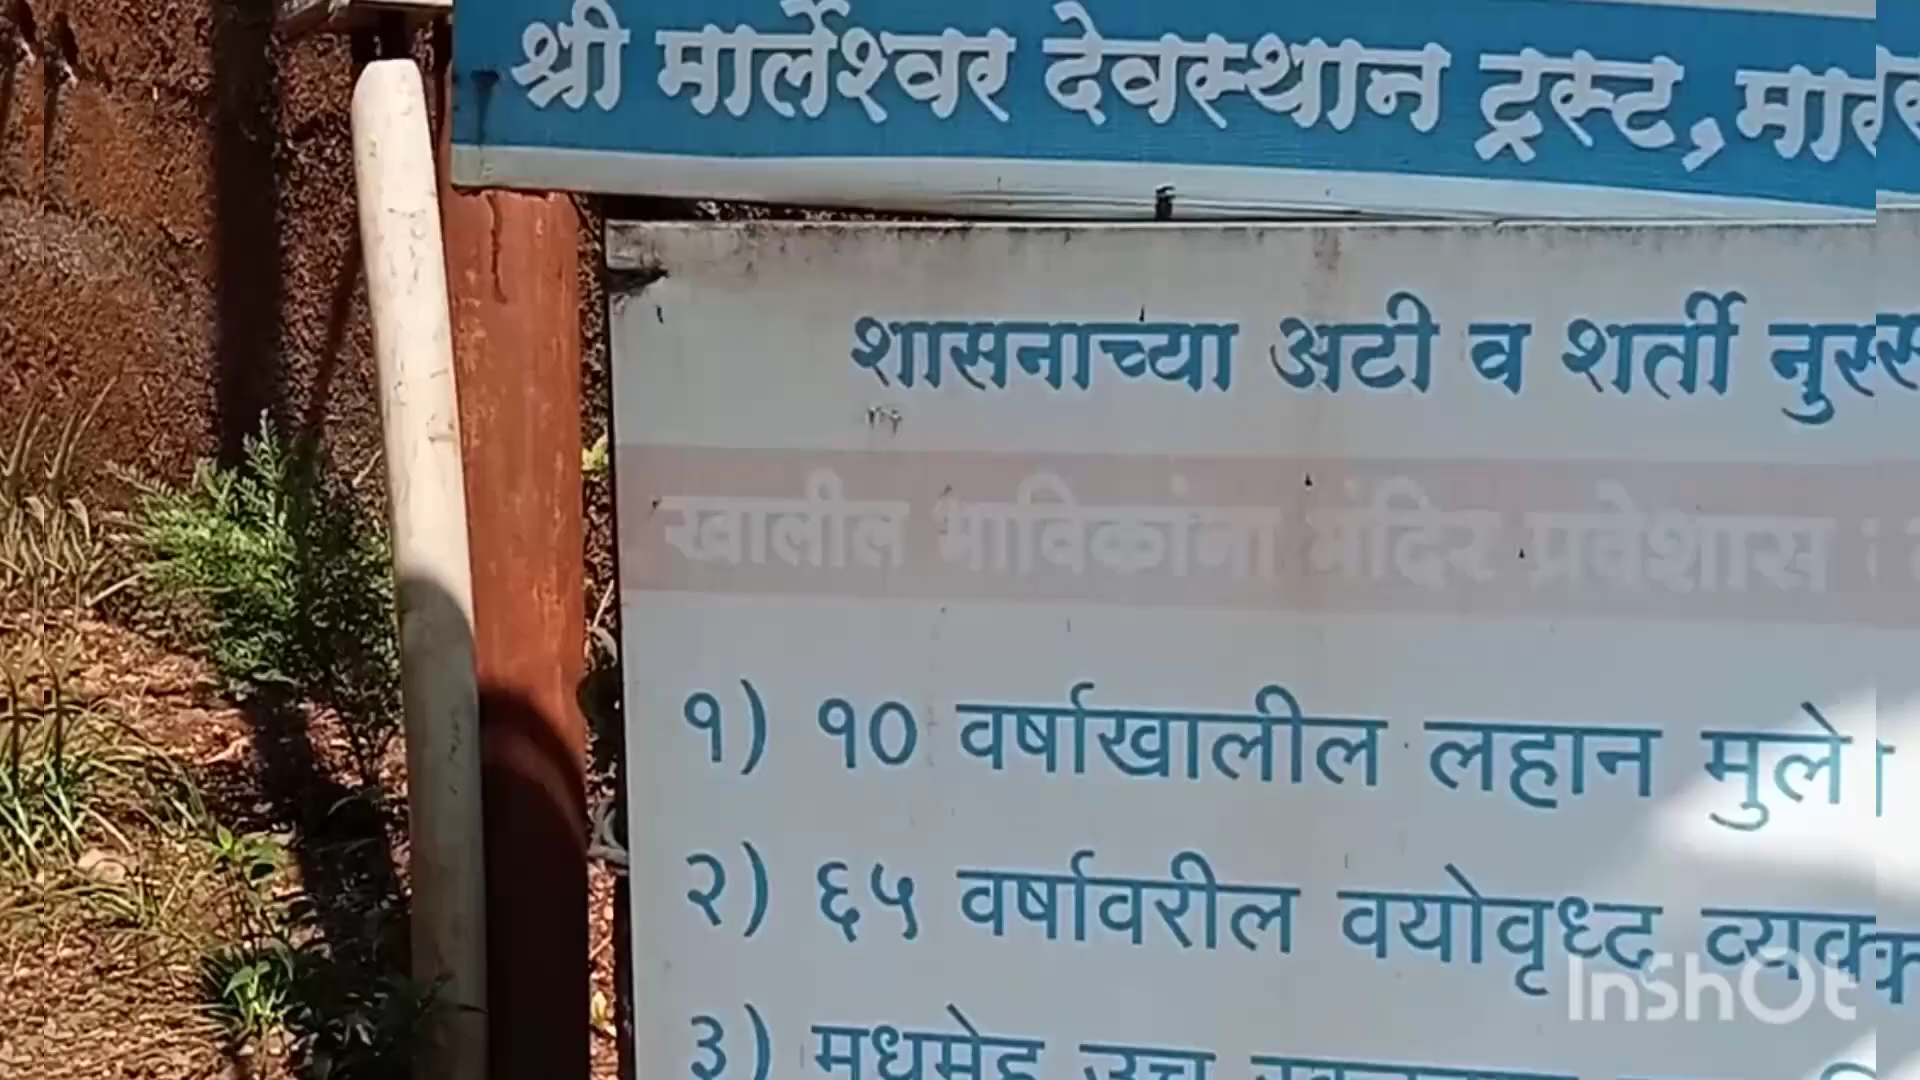 श्री मार्लेश्वर देवस्थान ट्रस्ट,
शासनाच्या अटी व शर्ती
खालील भाविकांना मंदिर प्रवेशास
१) १० वर्षाखालील लहान मुले
२) ६५ वर्षावरील वयोवृध्द
३) मधुमेह उच्च
InShOt